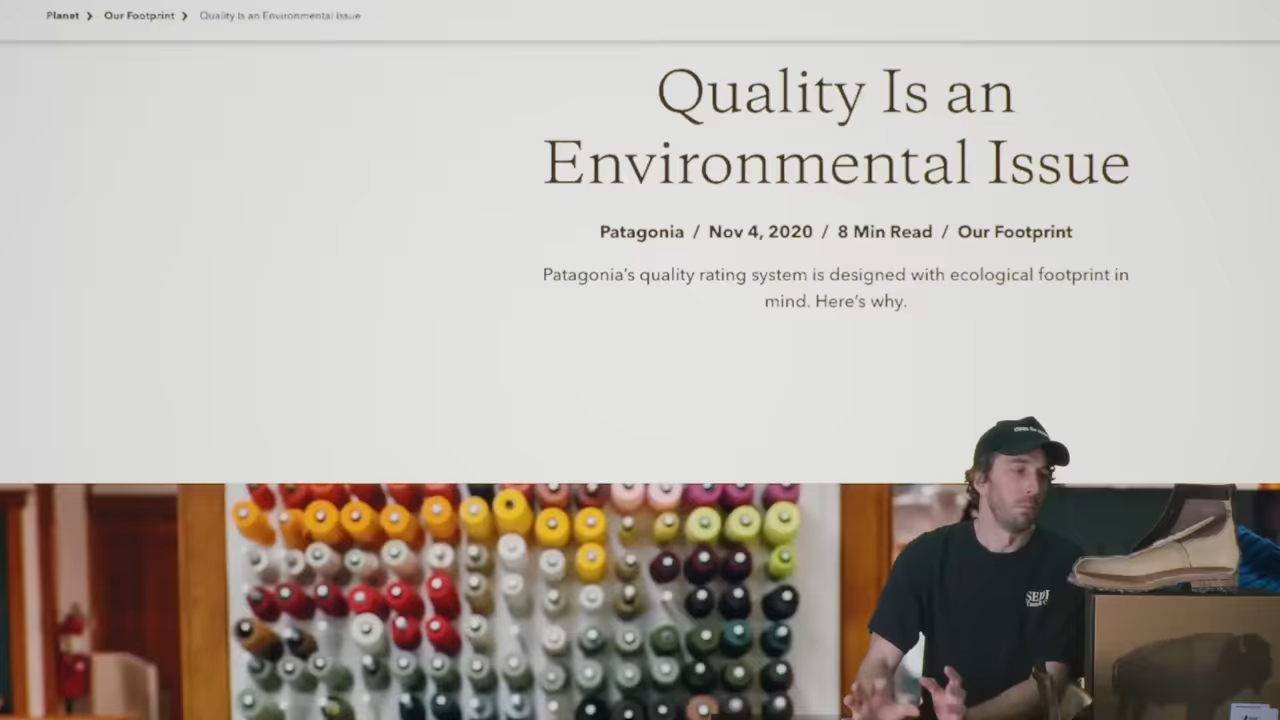 Planet > Our Footprint > Quality Is an Environmental Issue
Quality Is an
Environmental Issue
Patagonia / Nov 4, 2020 / 8 Min Read / Our Footprint
Patagonia's quality rating system is designed with ecological footprint in
mind. Here's why.